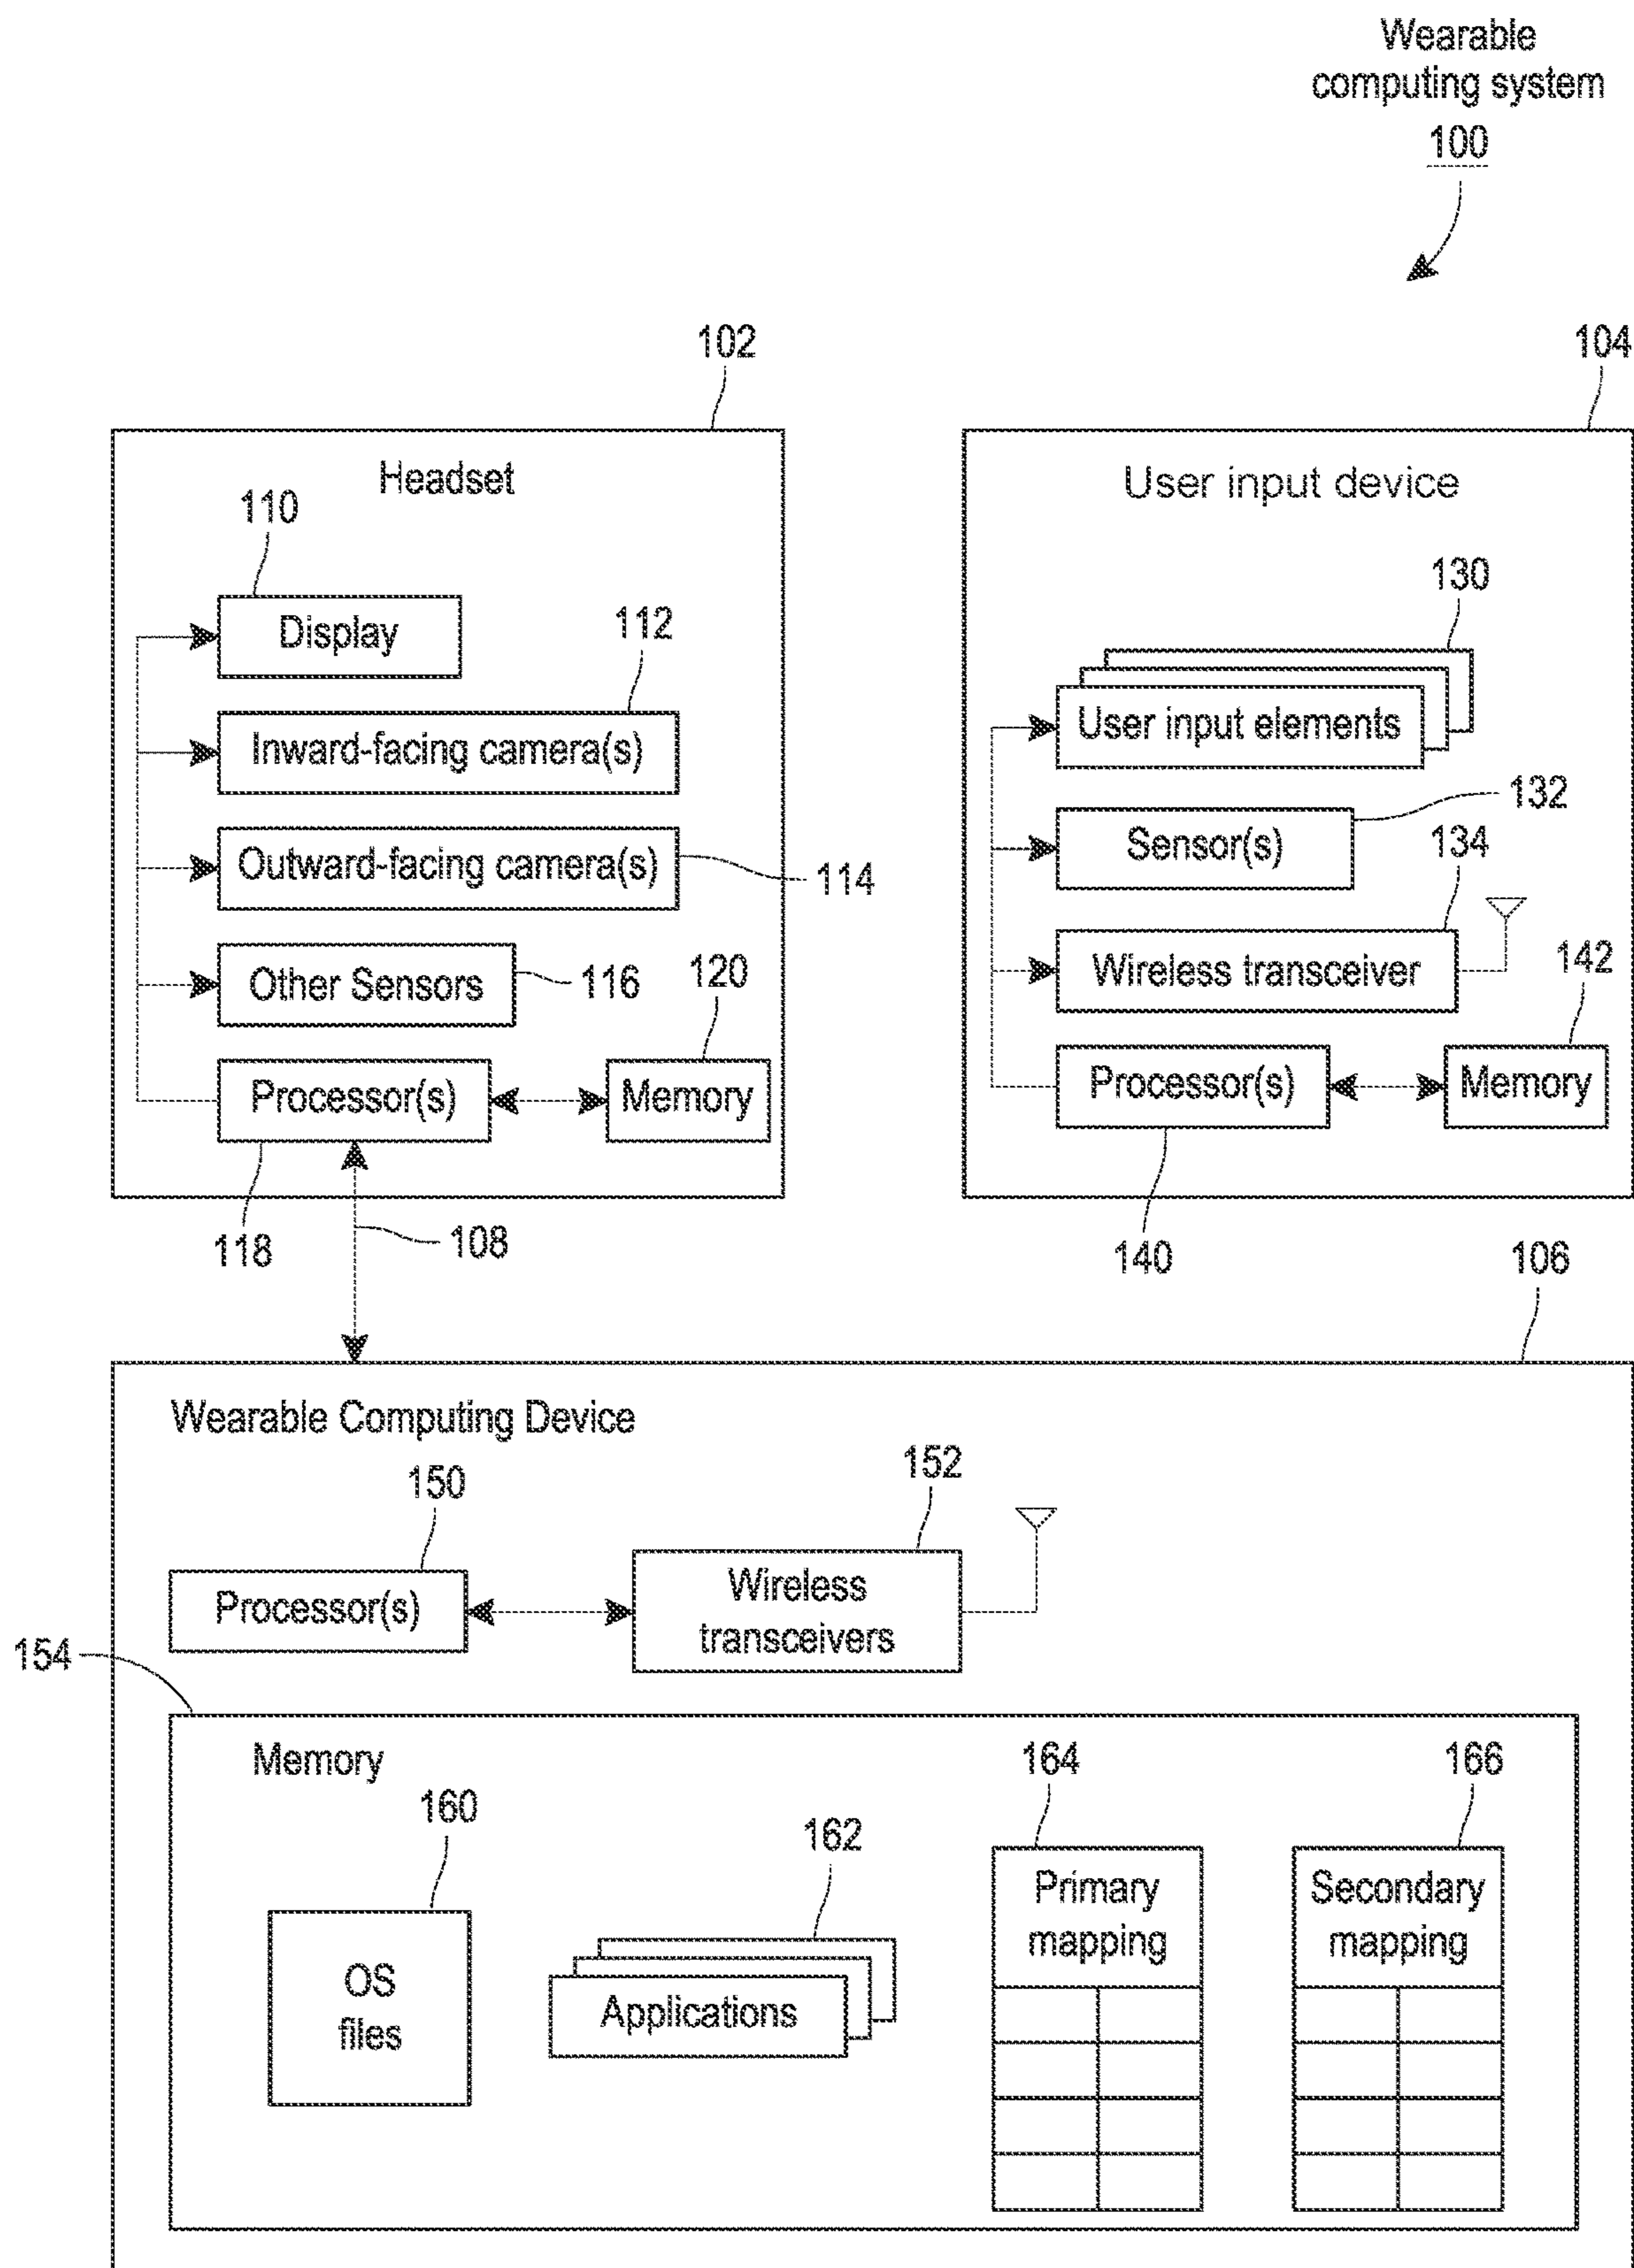 Wearable
computing system
100
102
104
Headset
User input device
110
Display
112
Inward-facing camera(s)
Outward-facing camera(s)
114
Other Sensors
116
120
Processor(s)
Memory
118
108
130
User input elements
132
Sensor(s)
134
Wireless transceiver
142
Processor(s)
Memory
140
106
Wearable Computing Device
150
152
Processor(s)
Wireless
transceivers
154
Memory
160
OS
files
162
Applications
164
Primary
mapping
166
Secondary
mapping